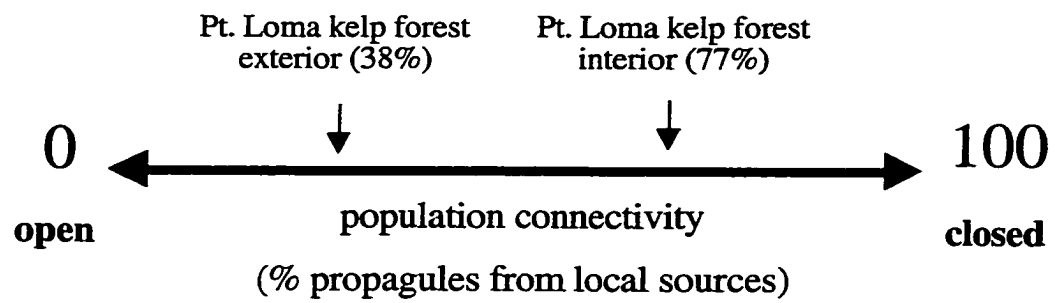 Pt. Loma kelp forest
exterior (38%)
Pt. Loma kelp forest
interior (77%)
0
100
open
population connectivity
closed
(% propagules from local sources)